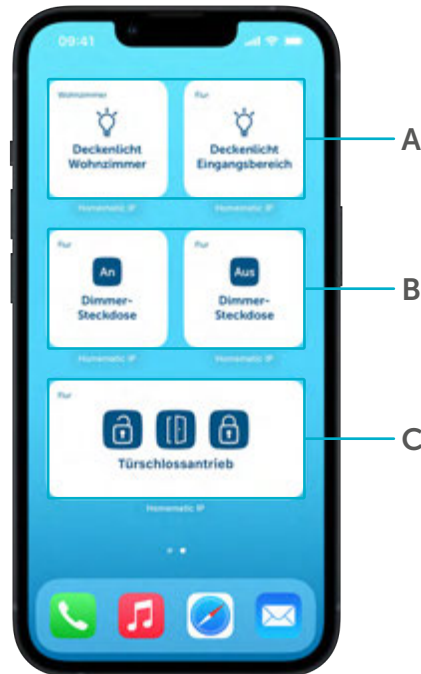 09:41
Wohnzimmer
Deckenlicht
Wohnzimmer
Homematic IP
Flur
Deckenlicht
Eingangsbereich
Homematic IP
A
Flur
An
Dimmer-
Steckdose
Homematic IP
Flur
Aus
Dimmer-
Steckdose
Homematic IP
B
Flur
Türschlossantrieb
Homematic IP
C